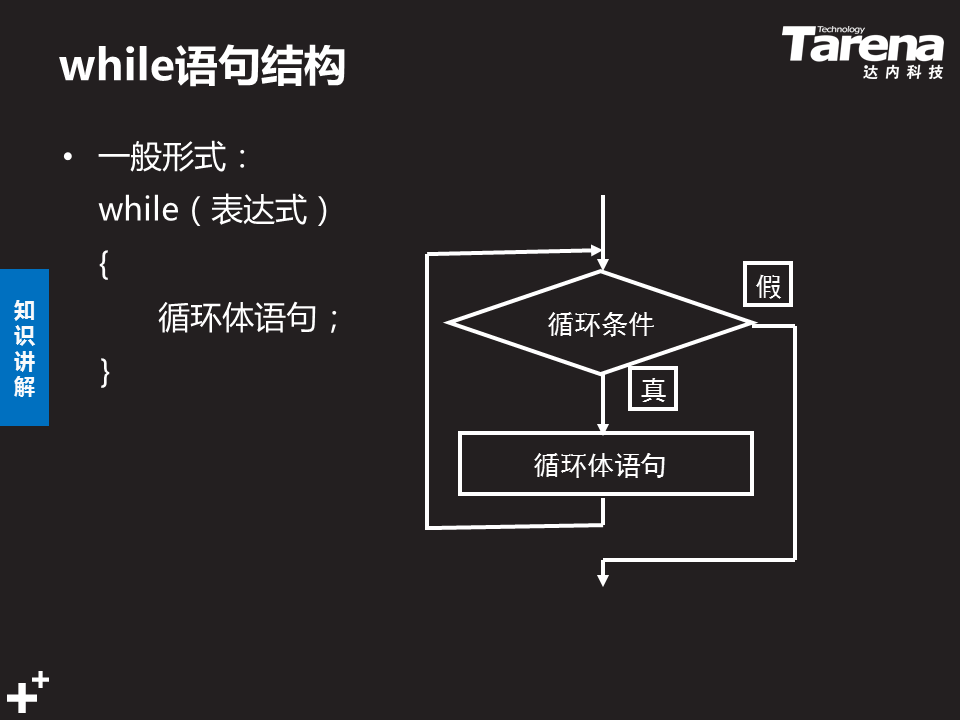 while语句结构
Technology
Tarena
达内科技
• 一般形式：
while（表达式）
{
循环体语句；
}
知识讲解
循环条件
假
真
循环体语句